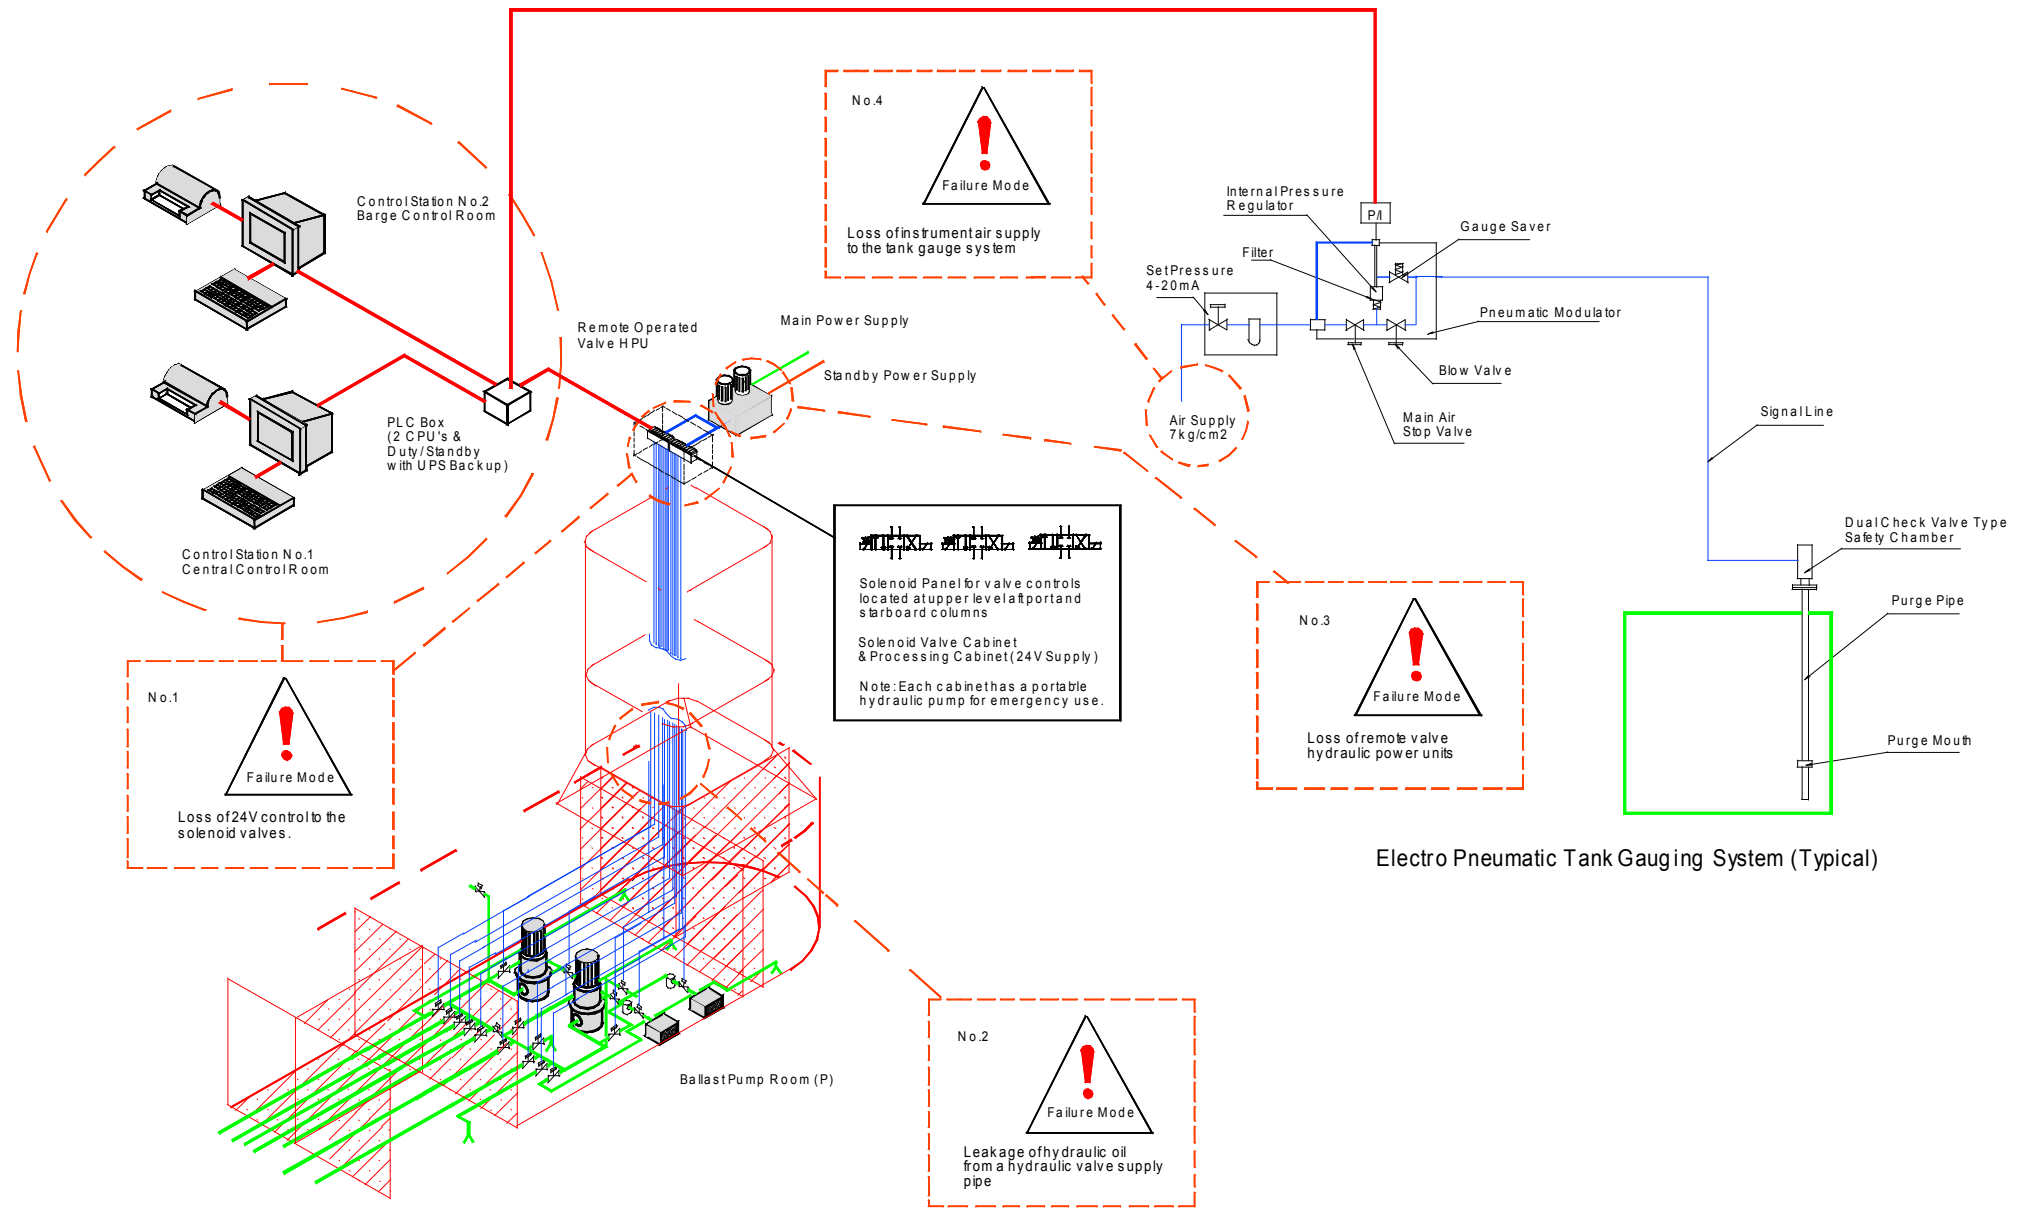 No.4
Failure Mode
Loss of instrument air supply
to the tank gauge system
Control Station No.2
Barge Control Room
Internal Pressure
Regulator
P/I
Gauge Saver
Filter
Set Pressure
4-20mA
Pneumatic Modulator
Remote Operated
Valve HPU
Main Power Supply
Standby Power Supply
Blow Valve
Air Supply
7kg/cm2
Main Air
Stop Valve
Signal Line
PLC Box
(2 CPU's &
Duty/Standby
with UPS Backup)
Control Station No.1
Central Control Room
Dual Check Valve Type
Safety Chamber
Solenoid Panel for valve controls
located at upper level aft port and
starboard columns
Solenoid Valve Cabinet
& Processing Cabinet (24V Supply)
Note: Each cabinet has a portable
hydraulic pump for emergency use.
Purge Pipe
No.3
Failure Mode
Loss of remote valve
hydraulic power units
Purge Mouth
No.1
Failure Mode
Loss of 24V control to the
solenoid valves.
Electro Pneumatic Tank Gauging System (Typical)
No.2
Failure Mode
Leakage of hydraulic oil
from a hydraulic valve supply
pipe
Ballast Pump Room (P)